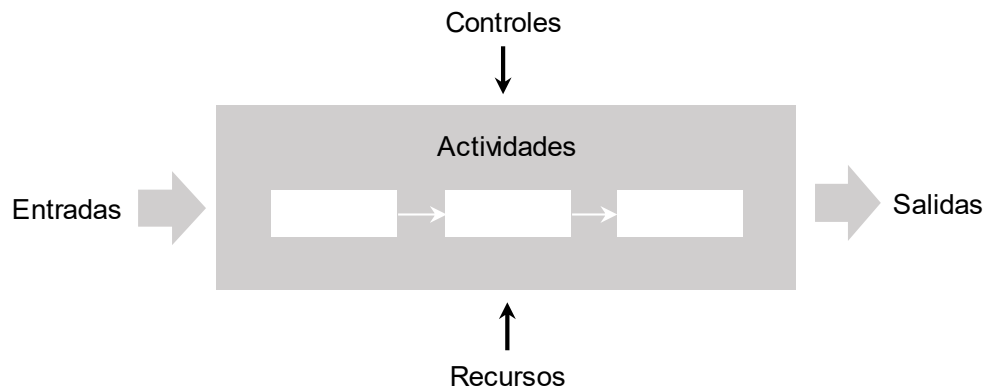 Controles
Actividades
Entradas
Salidas
Recursos